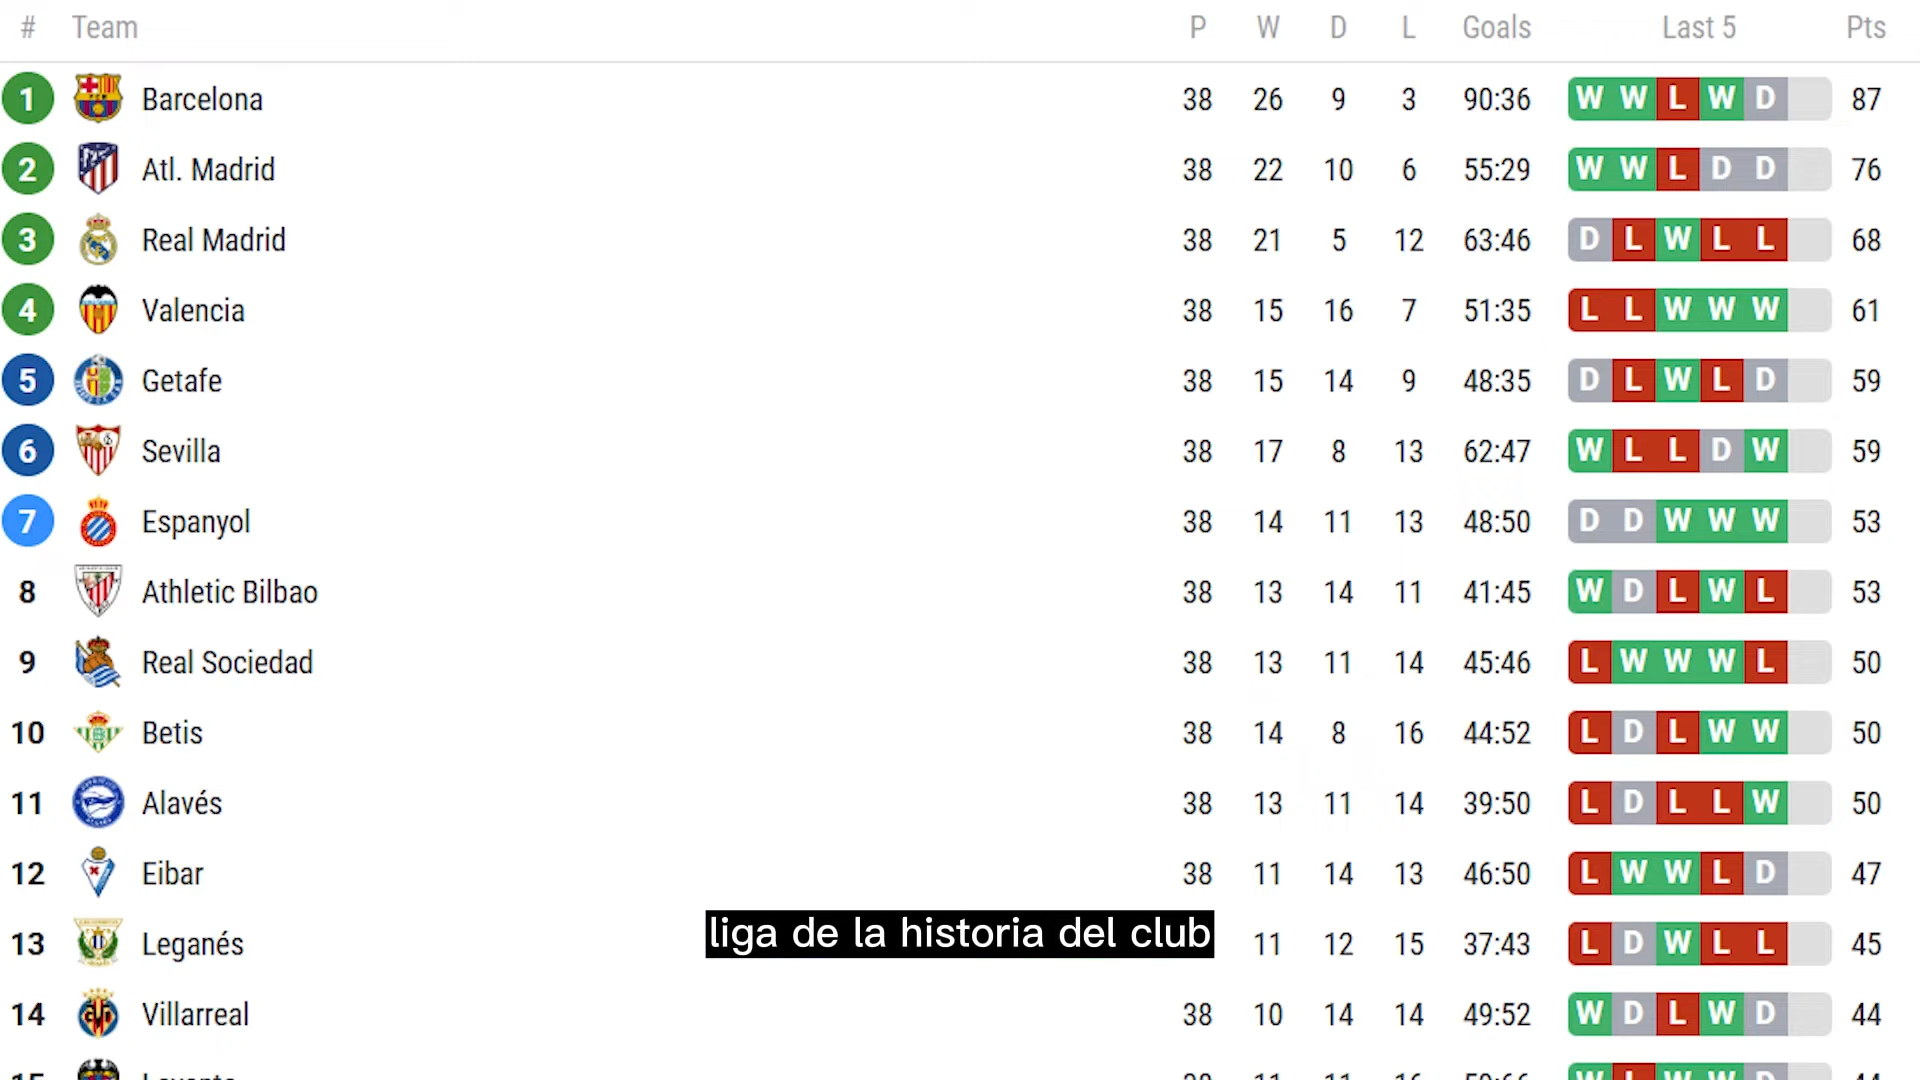 # Team P W D L Goals Last 5 Pts
1 Barcelona 38 26 9 3 90:36 W W L W D 87
2 Atl. Madrid 38 22 10 6 55:29 W W L D D 76
3 Real Madrid 38 21 5 12 63:46 D L W L L 68
4 Valencia 38 15 16 7 51:35 L L W W W 61
5 Getafe 38 15 14 9 48:35 D L W L D 59
6 Sevilla 38 17 8 13 62:47 W L L D W 59
7 Espanyol 38 14 11 13 48:50 D D W W W 53
8 Athletic Bilbao 38 13 14 11 41:45 W D L W L 53
9 Real Sociedad 38 13 11 14 45:46 L W W W L 50
10 Betis 38 14 8 16 44:52 L D L W W 50
11 Alavés 38 13 11 14 39:50 L D L L W 50
12 Eibar 38 11 14 13 46:50 L W W L D 47
liga de la historia del club
13 Leganés 11 12 15 37:43 L D W L L 45
14 Villarreal 38 10 14 14 49:52 W D L W D 44